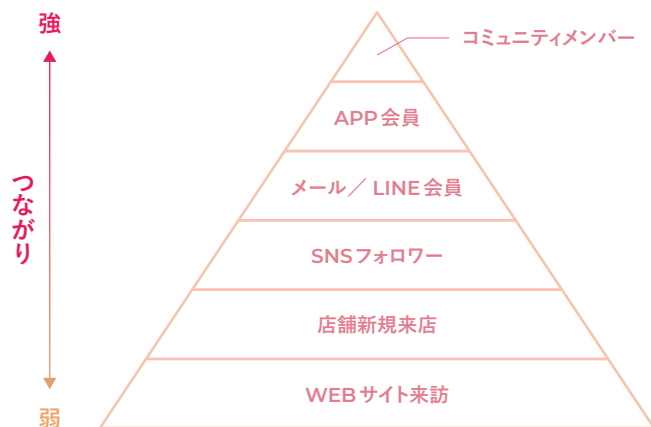 強
コミュニティメンバー
APP会員
メール／LINE会員
つながり
SNSフォロワー
店舗新規来店
WEBサイト来訪
弱